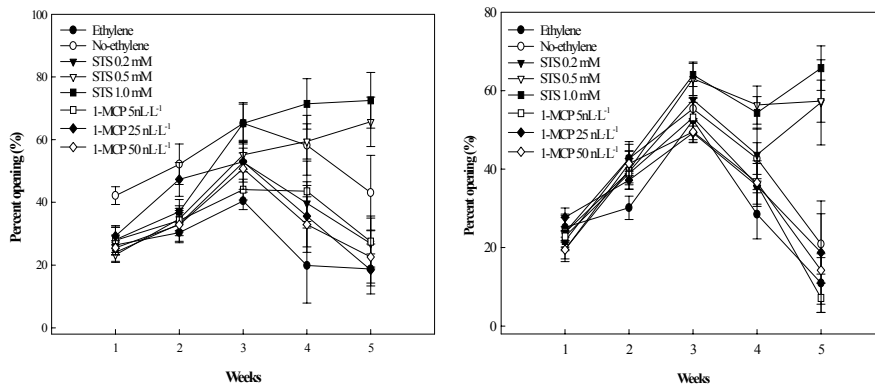 100
80
60
40
20
0
Percent opening (%)
Ethylene
No-ethylene
STS 0.2 mM
STS 0.5 mM
STS 1.0 mM
1-MCP 5nL·L⁻¹
1-MCP 25 nL·L⁻¹
1-MCP 50 nL·L⁻¹
1 2 3 4 5
Weeks
80
60
40
20
0
Percent opening (%)
Ethylene
No-ethylene
STS 0.2 mM
STS 0.5 mM
STS 1.0 mM
1-MCP 5nL·L⁻¹
1-MCP 25 nL·L⁻¹
1-MCP 50 nL·L⁻¹
1 2 3 4 5
Weeks